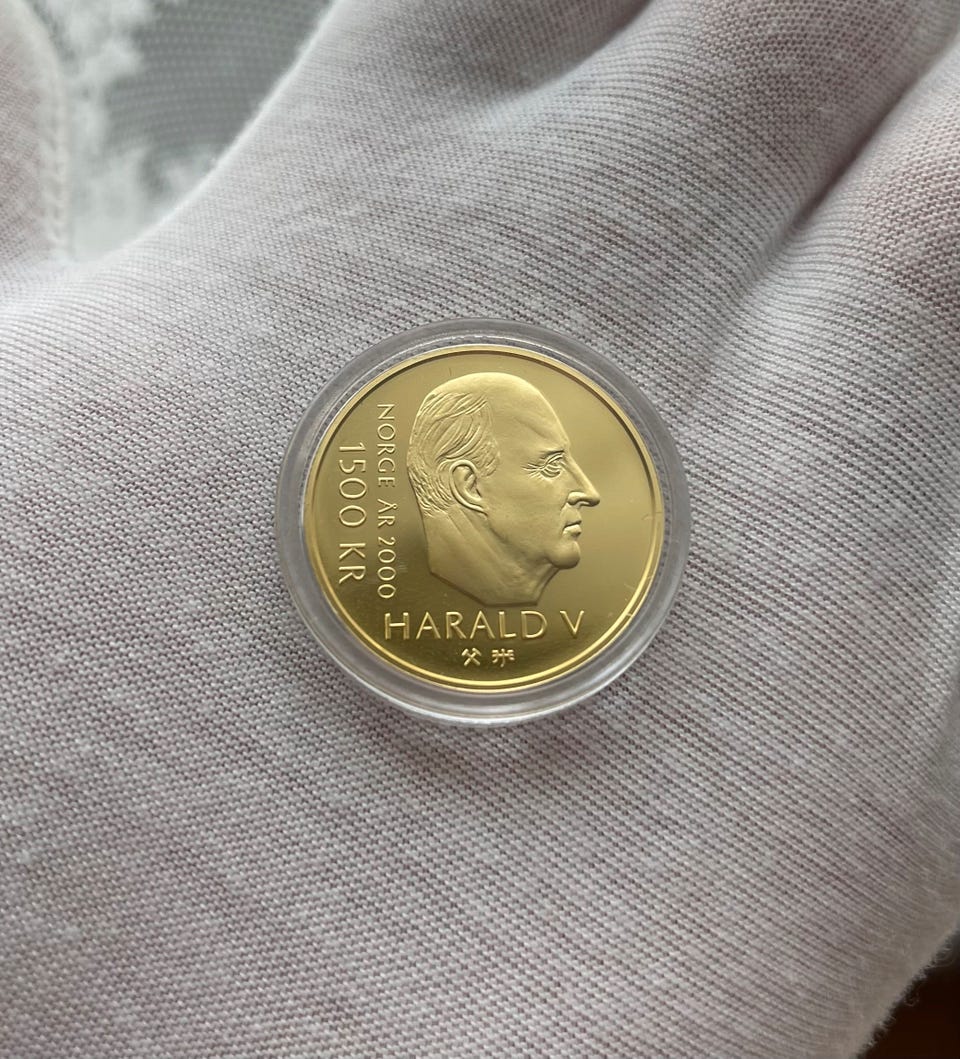 NORGE ÅR 2000
1500 KR
HARALD V